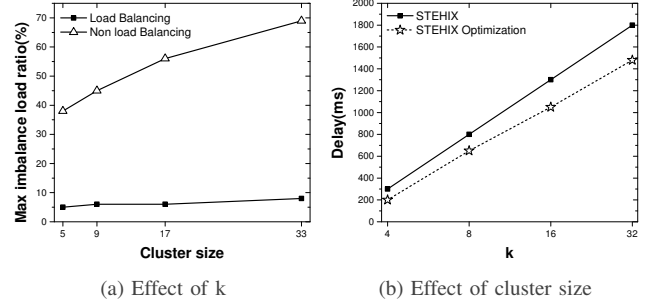 Max imbalance load ratio(%)
70
60
50
40
30
20
10
0
Load Balancing
Non load Balancing
5 9 17 33
Cluster size
(a) Effect of k
Delay(ms)
2000
1800
1600
1400
1200
1000
800
600
400
200
STEHIX
STEHIX Optimization
4 8 16 32
k
(b) Effect of cluster size